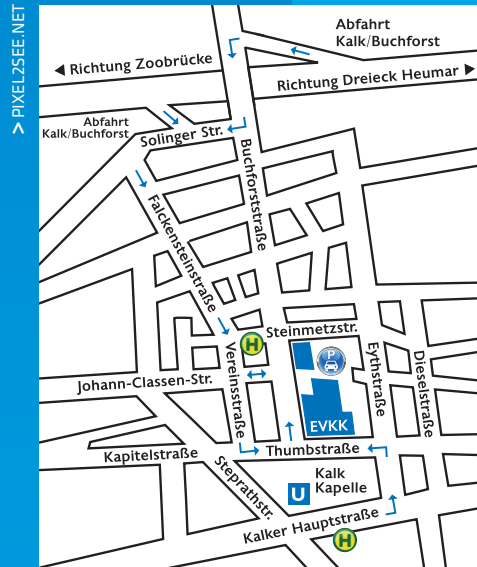 > PIXEL2SEE.NET
Abfahrt
Kalk/Buchforst
Richtung Zoobrücke
Richtung Dreieck Heumar
Abfahrt
Kalk/Buchforst
Solinger Str.
Buchforststraße
Falckensteinstraße
H
Steinmetzstr.
P
Vereinsstraße
Eythstraße
Dieselstraße
Johann-Classen-Str.
EVKK
Kapitelstraße
Thumbstraße
Steprathstr.
U
Kalk
Kapelle
Kalker Hauptstraße
H